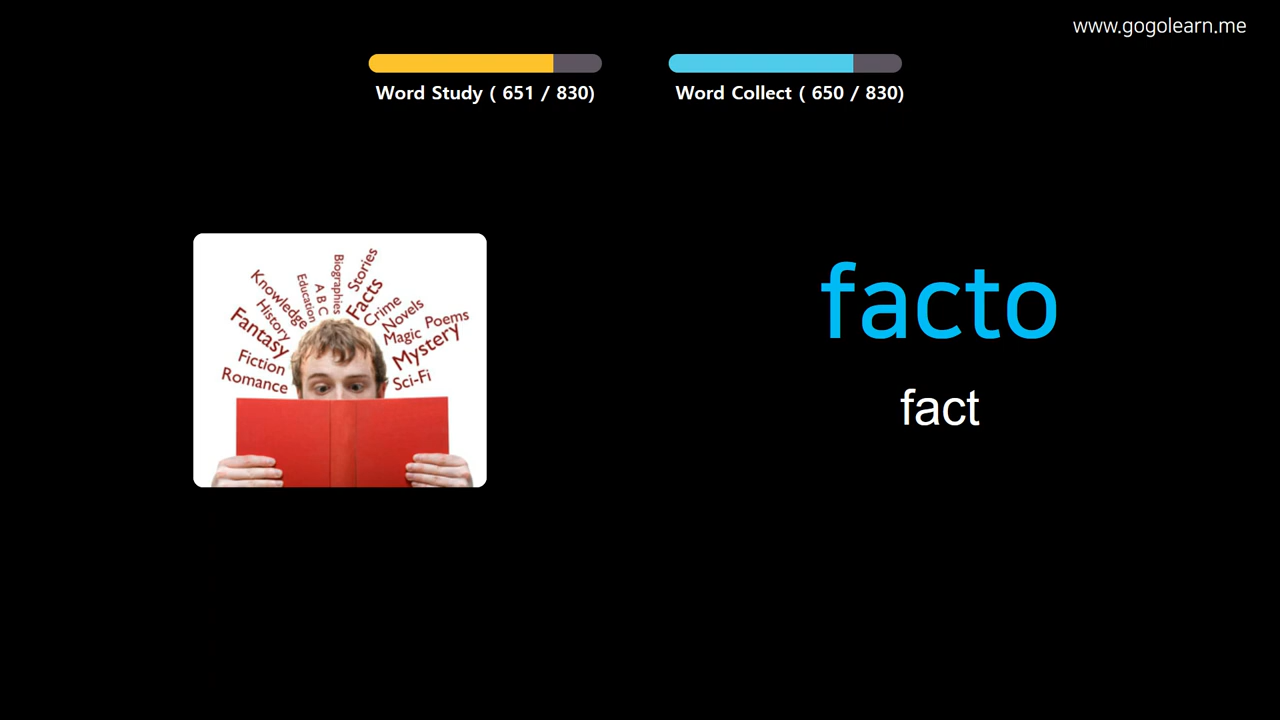 www.gogolearn.me
Word Study ( 651 / 830)
Word Collect ( 650 / 830)
Knowledge
History
Fantasy
Fiction
Romance
Education
A B C
Biographies
Stories
Facts
Crime
Novels
Magic
Poems
Mystery
Sci-Fi
facto
fact